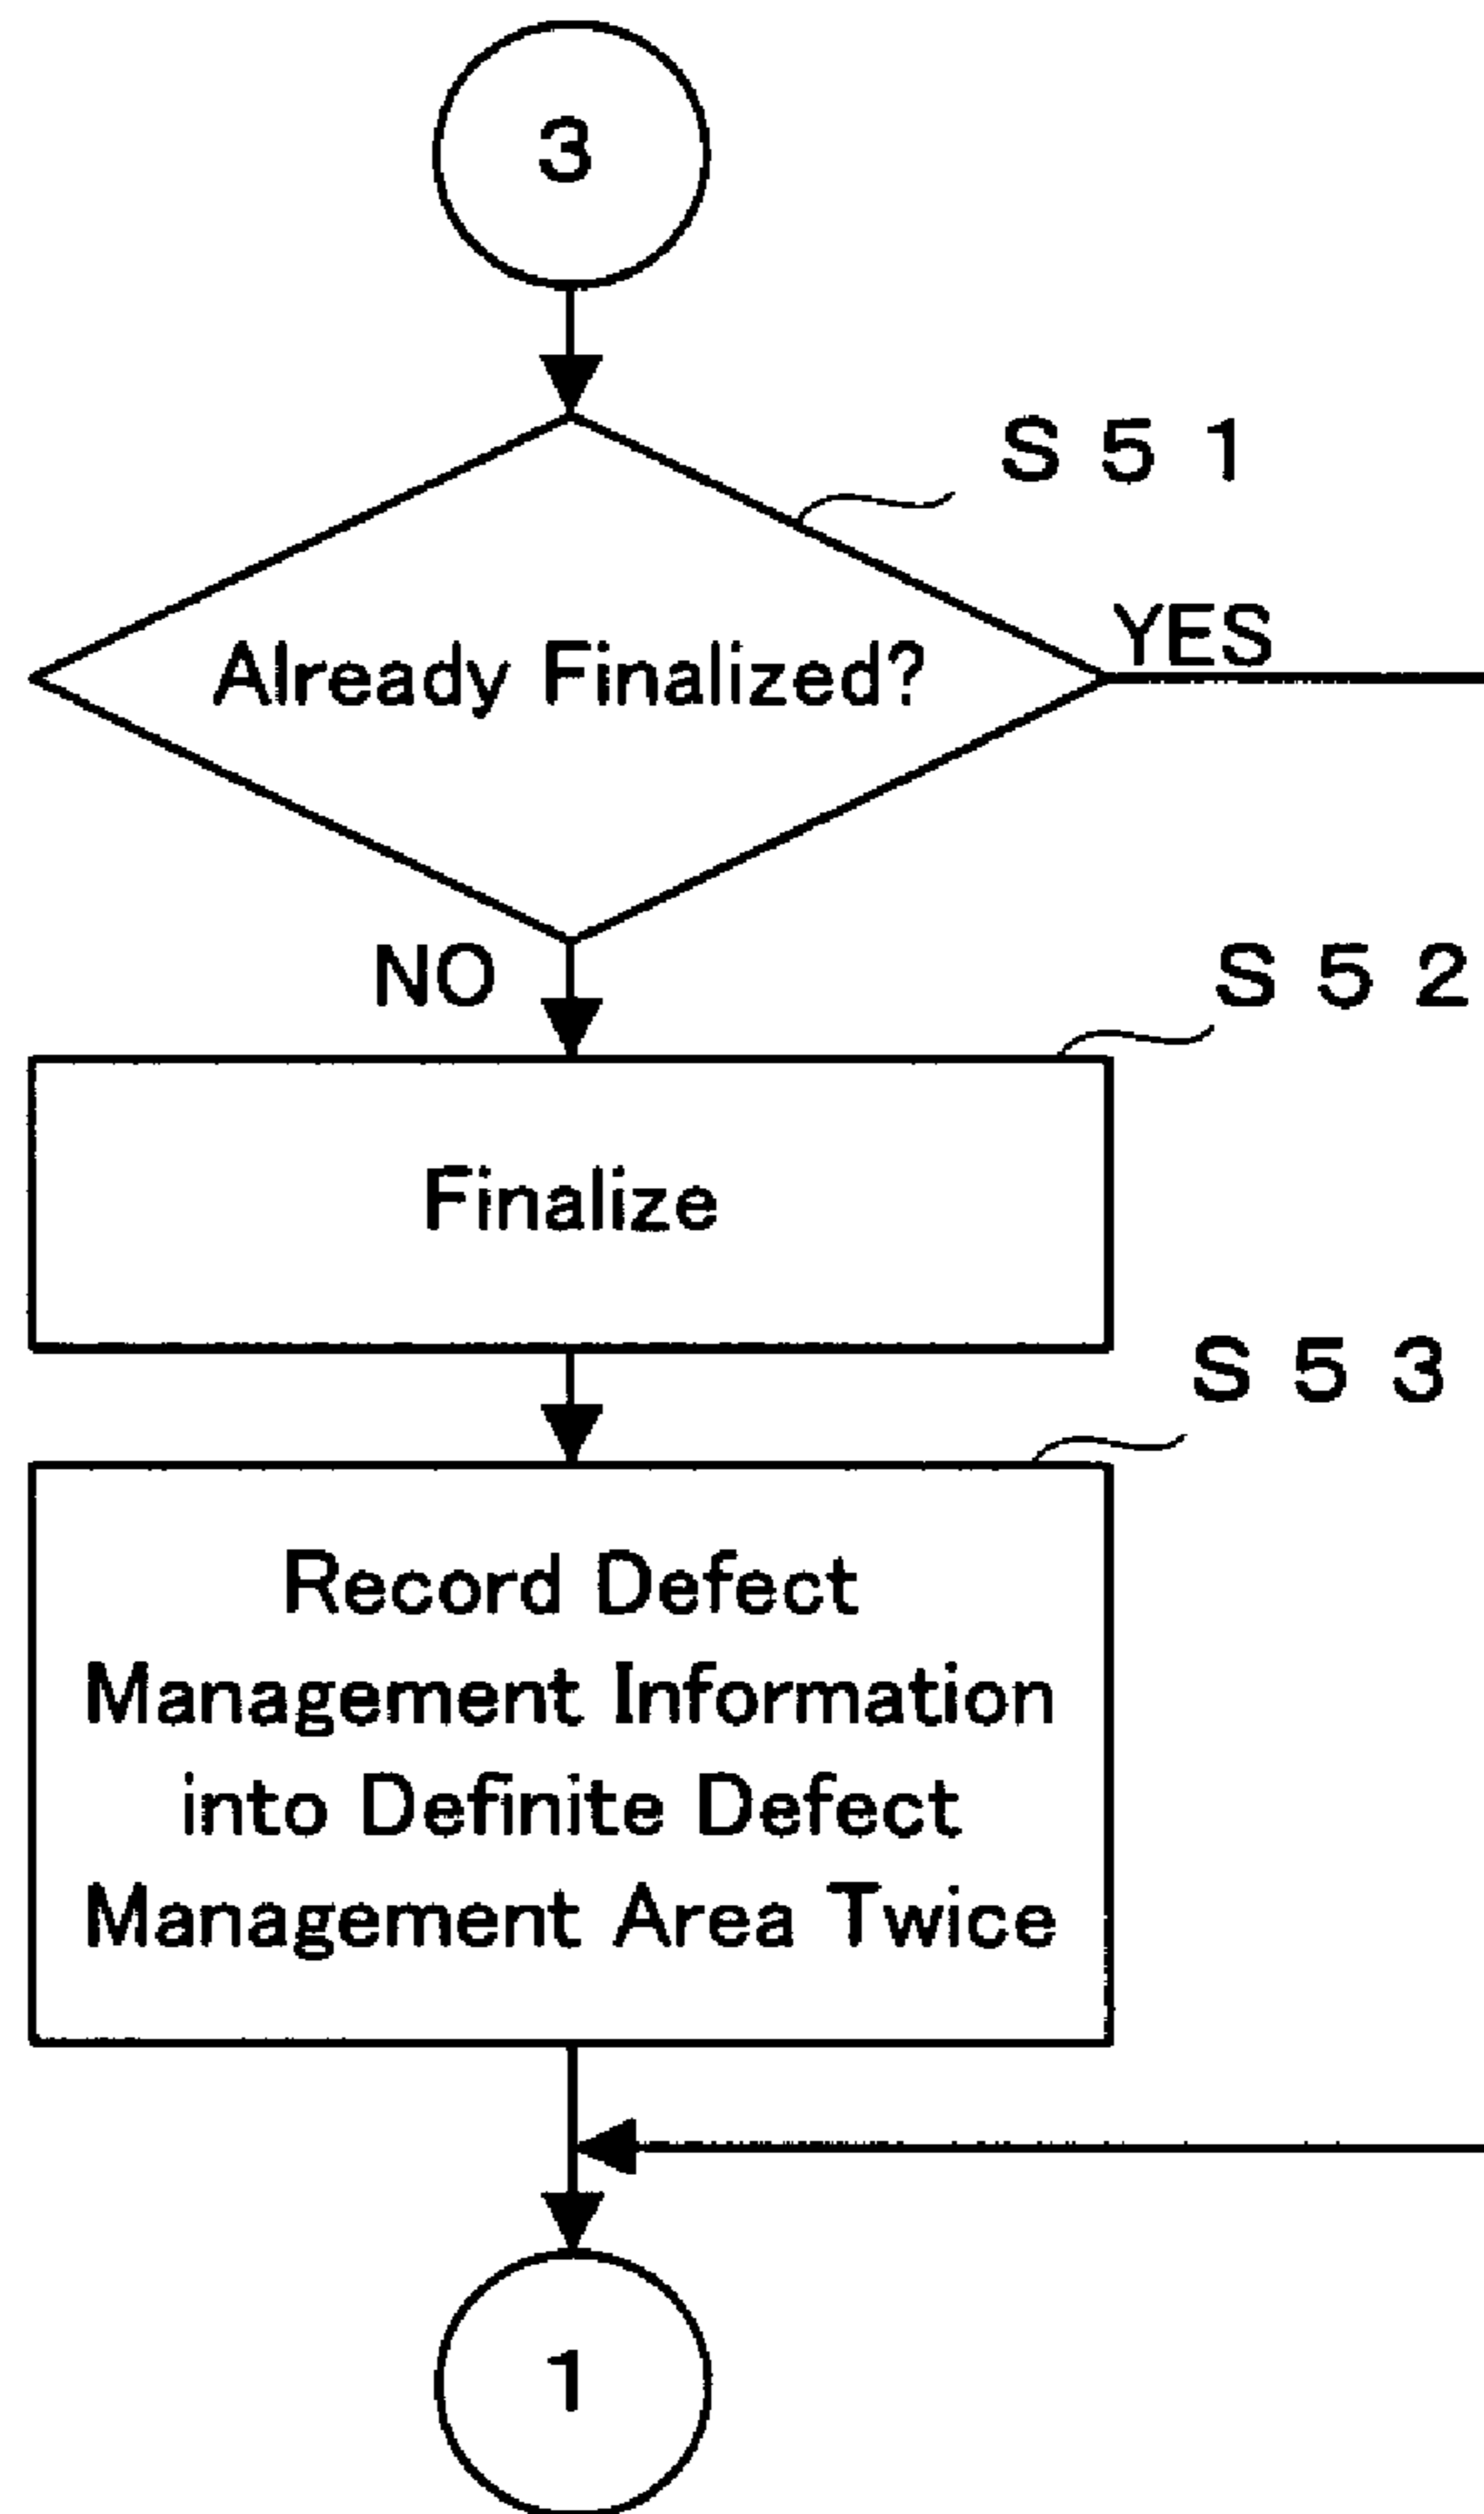 3
S 5 1
Already Finalized?
YES
NO
S 5 2
Finalize
S 5 3
Record Defect
Management Information
into Definite Defect
Management Area Twice
1